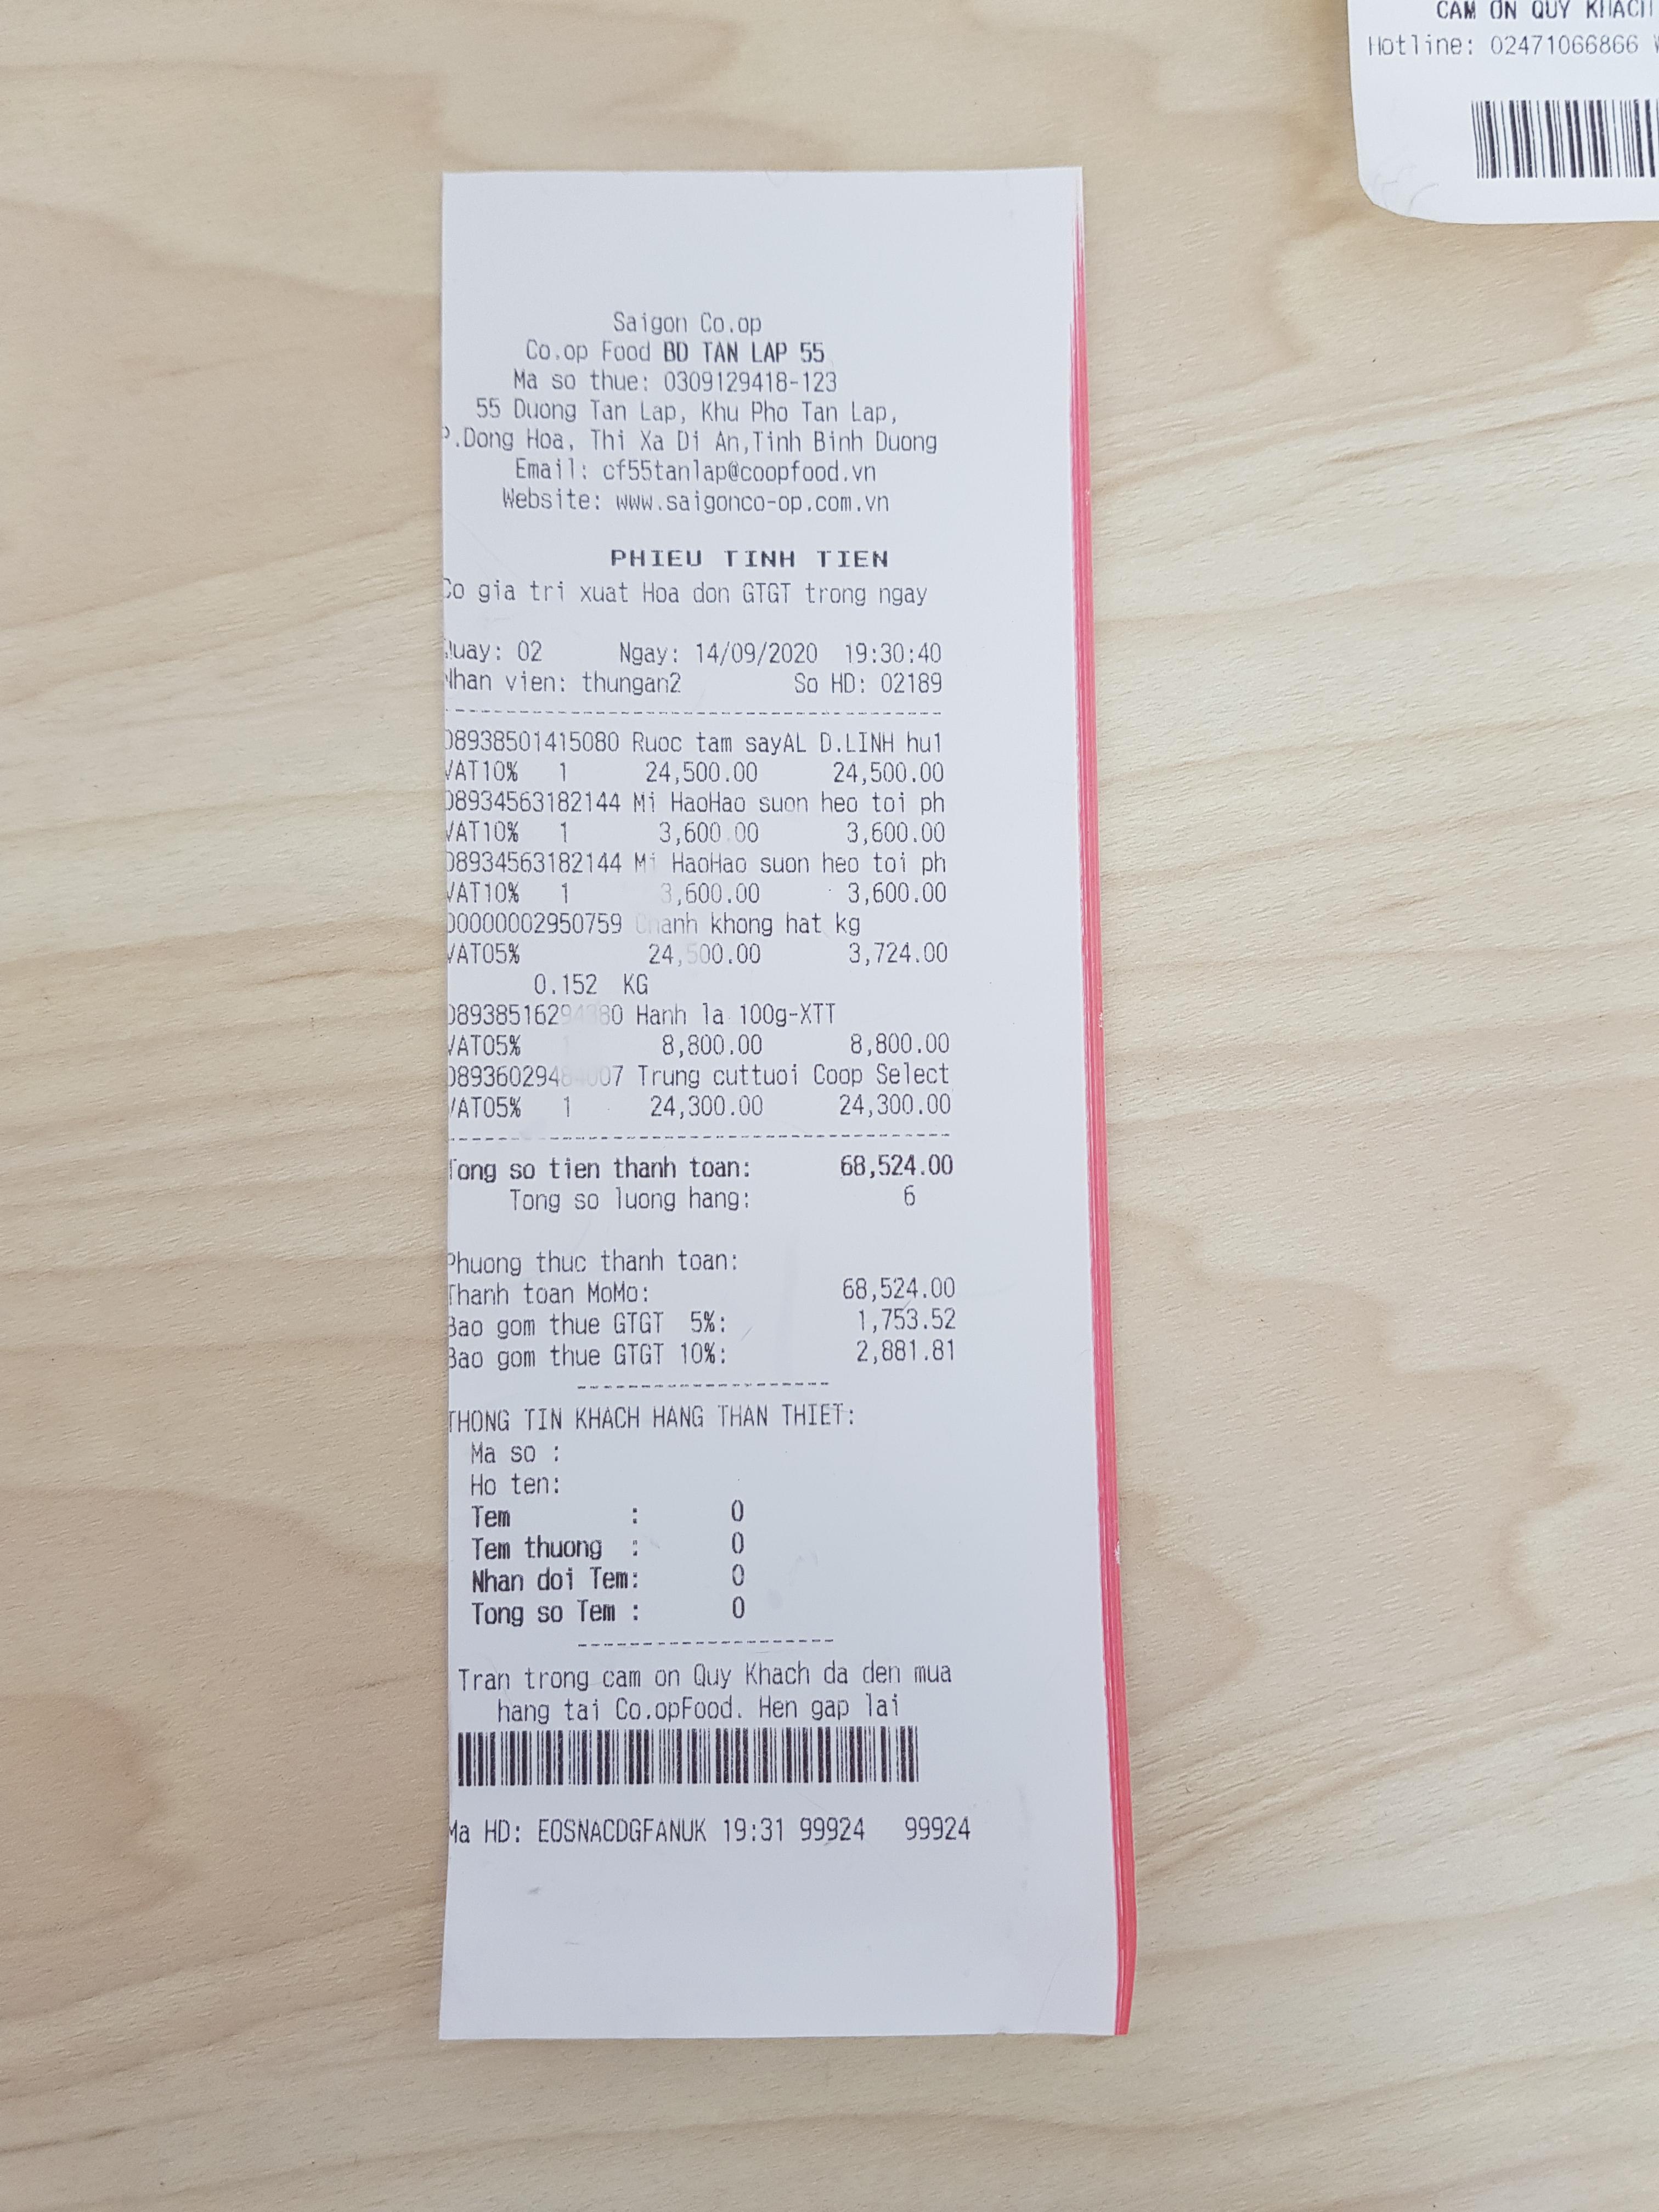 CAM ON QUY KHACH
Hotline: 02471066866
Saigon Co.op
Co.op Food BD TAN LAP 55
Ma so thue: 0309129418-123
55 Duong Tan Lap, Khu Pho Tan Lap,
P.Dong Hoa, Thi Xa Di An,Tinh Binh Duong
Email: cf55tanlap@coopfood.vn
Website: www.saigonco-op.com.vn
PHIEU TINH TIEN
Co gia tri xuat Hoa don GTGT trong ngay
Quay: 02 Ngay: 14/09/2020 19:30:40
Nhan vien: thungan2 So HD: 02189
08938501415080 Ruoc tam sayAL D.LINH hu1
VAT10% 1 24,500.00 24,500.00
08934563182144 Mi HaoHao suon heo toi ph
VAT10% 1 3,600.00 3,600.00
08934563182144 Mi HaoHao suon heo toi ph
VAT10% 1 3,600.00 3,600.00
00000002950759 Chanh khong hat kg
VAT05% 24,500.00 3,724.00
0.152 KG
Hanh la 100g-XTT
VAT05% 8,800.00 8,800.00
Trung cuttuoi Coop Select
VAT05% 1 24,300.00 24,300.00
Tong so tien thanh toan: 68,524.00
Tong so luong hang: 6
Phuong thuc thanh toan:
Thanh toan MoMo: 68,524.00
Bao gom thue GTGT 5%: 1,753.52
Bao gom thue GTGT 10%: 2,881.81
THONG TIN KHACH HANG THAN THIET:
Ma so :
Ho ten:
Tem : 0
Tem thuong : 0
Nhan doi Tem: 0
Tong so Tem : 0
Tran trong cam on Quy Khach da den mua
hang tai Co.opFood. Hen gap lai
Ma HD: EOSNACDGFANUK 19:31 99924 99924